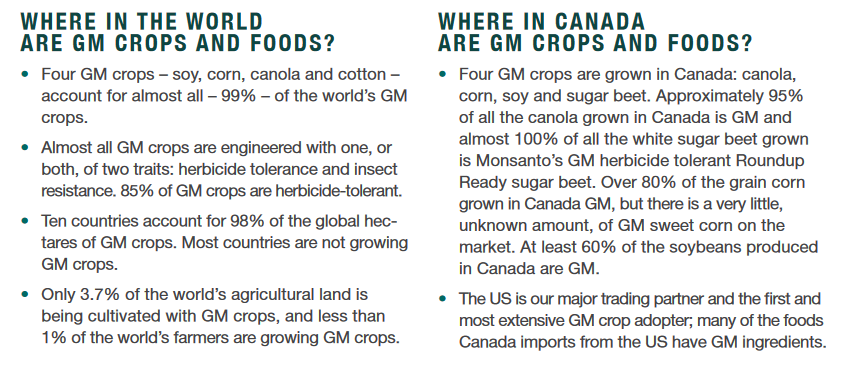 WHERE IN THE WORLD
ARE GM CROPS AND FOODS?
• Four GM crops – soy, corn, canola and cotton –
account for almost all – 99% – of the world's GM
crops.
• Almost all GM crops are engineered with one, or
both, of two traits: herbicide tolerance and insect
resistance. 85% of GM crops are herbicide-tolerant.
• Ten countries account for 98% of the global hec-
tares of GM crops. Most countries are not growing
GM crops.
• Only 3.7% of the world's agricultural land is
being cultivated with GM crops, and less than
1% of the world's farmers are growing GM crops.
WHERE IN CANADA
ARE GM CROPS AND FOODS?
• Four GM crops are grown in Canada: canola,
corn, soy and sugar beet. Approximately 95%
of all the canola grown in Canada is GM and
almost 100% of all the white sugar beet grown
is Monsanto's GM herbicide tolerant Roundup
Ready sugar beet. Over 80% of the grain corn
grown in Canada GM, but there is a very little,
unknown amount, of GM sweet corn on the
market. At least 60% of the soybeans produced
in Canada are GM.
• The US is our major trading partner and the first and
most extensive GM crop adopter; many of the foods
Canada imports from the US have GM ingredients.